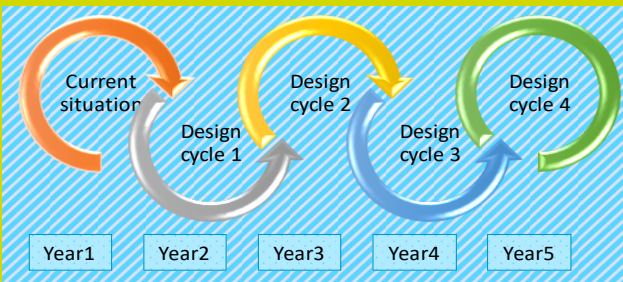 Current
situation
Design
cycle 1
Design
cycle 2
Design
cycle 3
Design
cycle 4
Year1
Year2
Year3
Year4
Year5